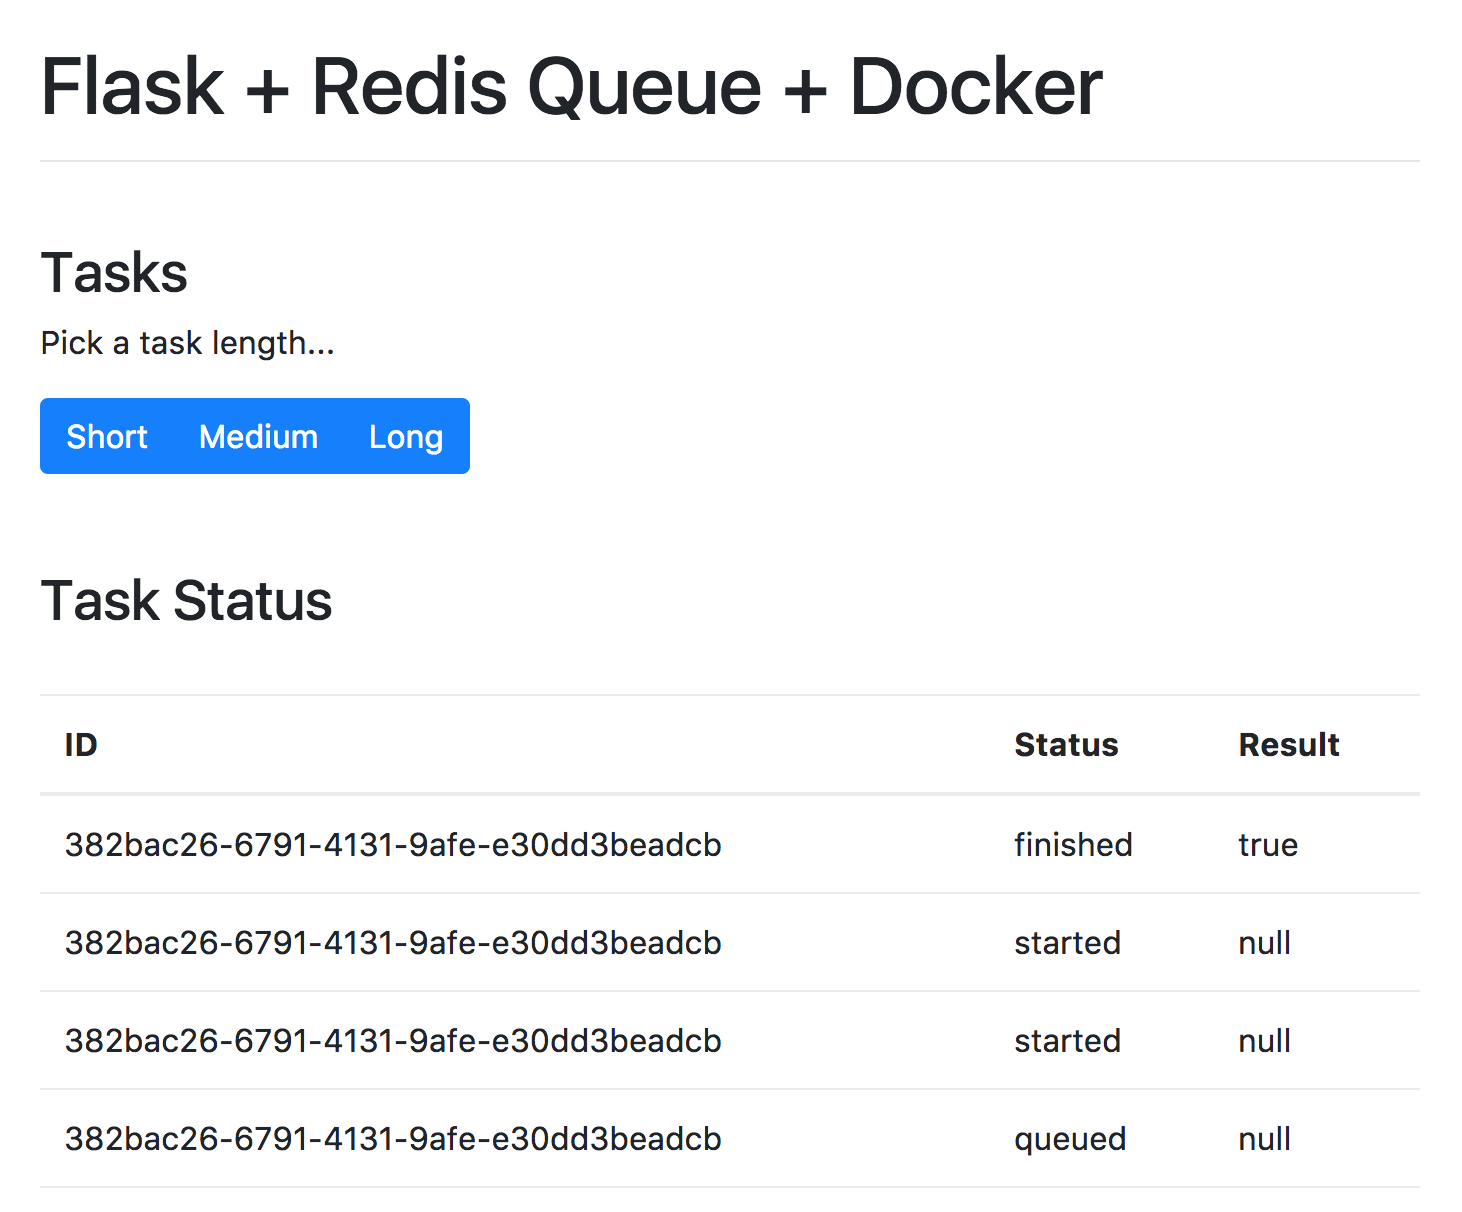 Flask + Redis Queue + Docker
Tasks
Pick a task length...
Short Medium Long
Task Status
ID Status Result
382bac26-6791-4131-9afe-e30dd3beadcb finished true
382bac26-6791-4131-9afe-e30dd3beadcb started null
382bac26-6791-4131-9afe-e30dd3beadcb started null
382bac26-6791-4131-9afe-e30dd3beadcb queued null